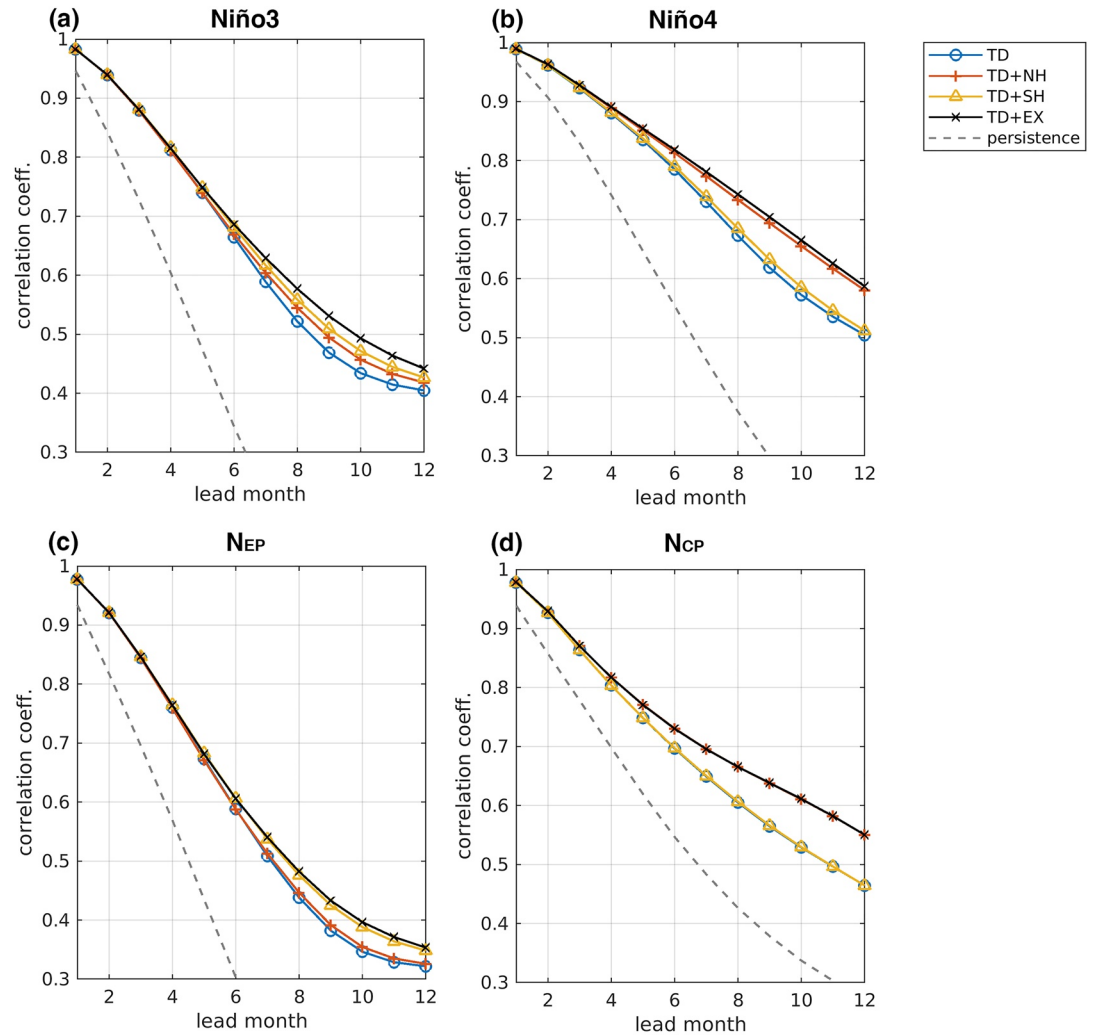 (a) Niño3
1
0.9
0.8
0.7
0.6
0.5
0.4
0.3
correlation coeff.
2 4 6 8 10 12
lead month
(b) Niño4
1
0.9
0.8
0.7
0.6
0.5
0.4
0.3
correlation coeff.
2 4 6 8 10 12
lead month
TD
TD+NH
TD+SH
TD+EX
persistence
(c) NEP
1
0.9
0.8
0.7
0.6
0.5
0.4
0.3
correlation coeff.
2 4 6 8 10 12
lead month
(d) NCP
1
0.9
0.8
0.7
0.6
0.5
0.4
0.3
correlation coeff.
2 4 6 8 10 12
lead month